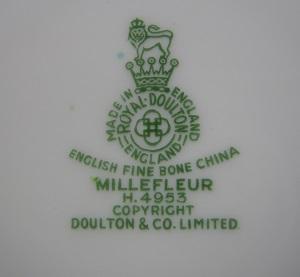 MADE IN ENGLAND
ROYAL·DOULTON
ENGLAND
ENGLISH FINE BONE CHINA
MILLEFLEUR
H.4953
COPYRIGHT
DOULTON & CO. LIMITED